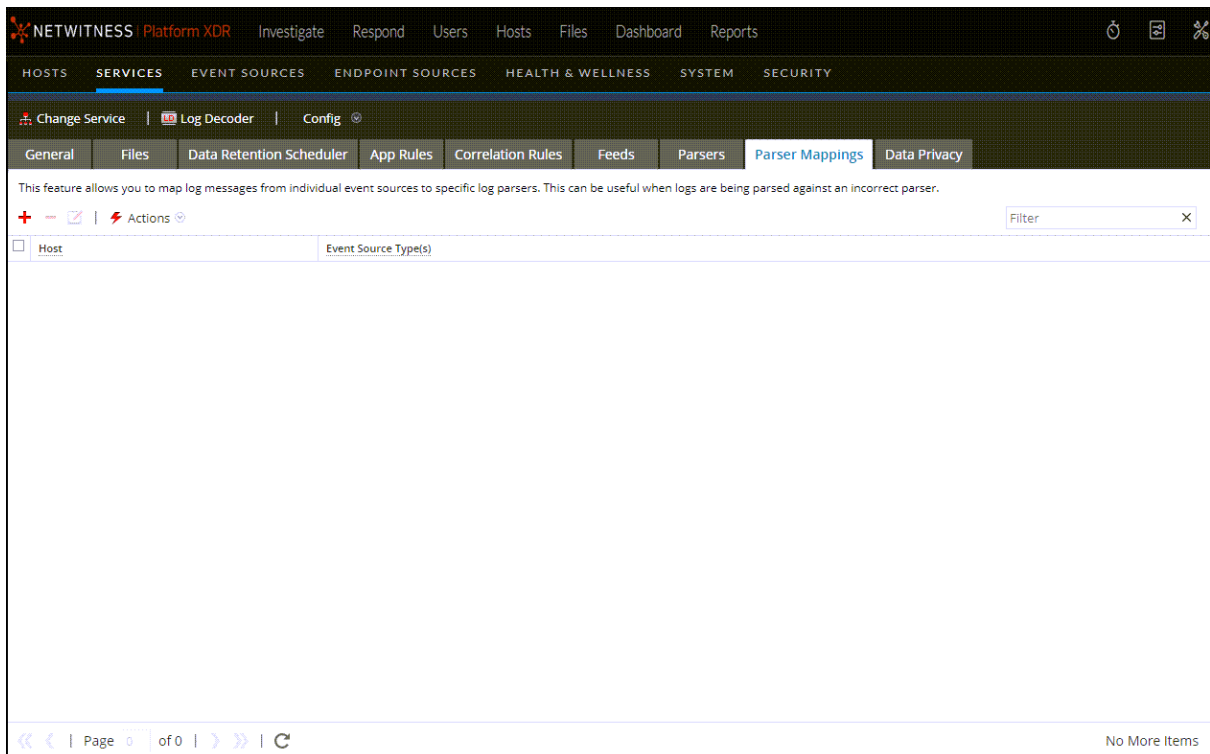 NETWITNESS Platform XDR Investigate Respond Users Hosts Files Dashboard Reports
HOSTS SERVICES EVENT SOURCES ENDPOINT SOURCES HEALTH & WELLNESS SYSTEM SECURITY
Change Service | LD Log Decoder | Config
General Files Data Retention Scheduler App Rules Correlation Rules Feeds Parsers Parser Mappings Data Privacy
This feature allows you to map log messages from individual event sources to specific log parsers. This can be useful when logs are being parsed against an incorrect parser.
Actions Filter
Host Event Source Type(s)
Page 0 of 0 No More Items